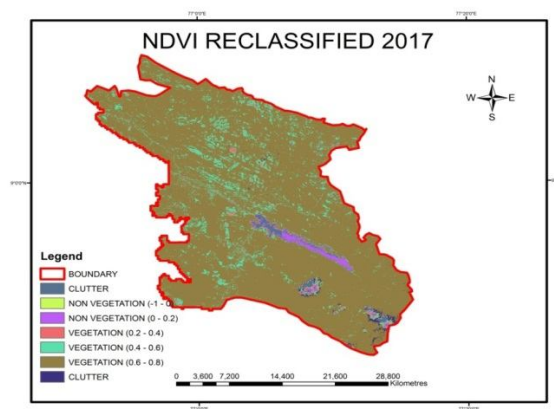 NDVI RECLASSIFIED 2017
N
W E
S
Legend
BOUNDARY
CLUTTER
NON VEGETATION (-1 - 0)
NON VEGETATION (0 - 0.2)
VEGETATION (0.2 - 0.4)
VEGETATION (0.4 - 0.6)
VEGETATION (0.6 - 0.8)
CLUTTER
0 3,600 7,200 14,400 21,600 28,800
Kilometres